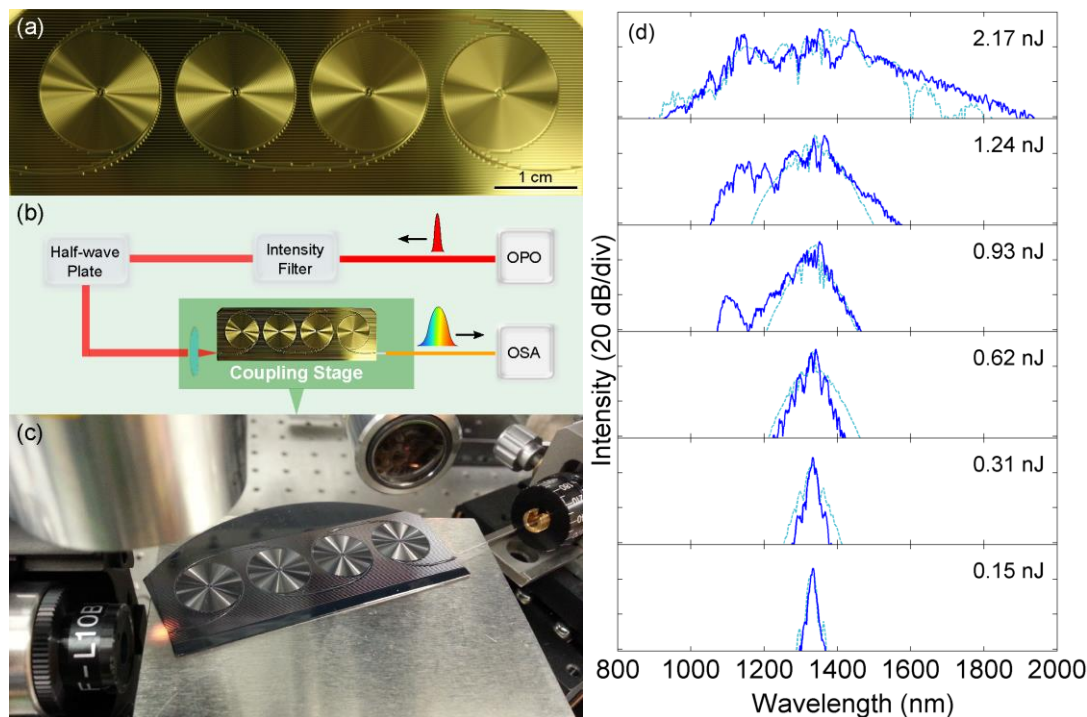 (a)
1 cm
(b)
Half-wave
Plate
Intensity
Filter
OPO
OSA
Coupling Stage
(c)
F-L10B
(d)
2.17 nJ
1.24 nJ
0.93 nJ
0.62 nJ
0.31 nJ
0.15 nJ
Intensity (20 dB/div)
800 1000 1200 1400 1600 1800 2000
Wavelength (nm)